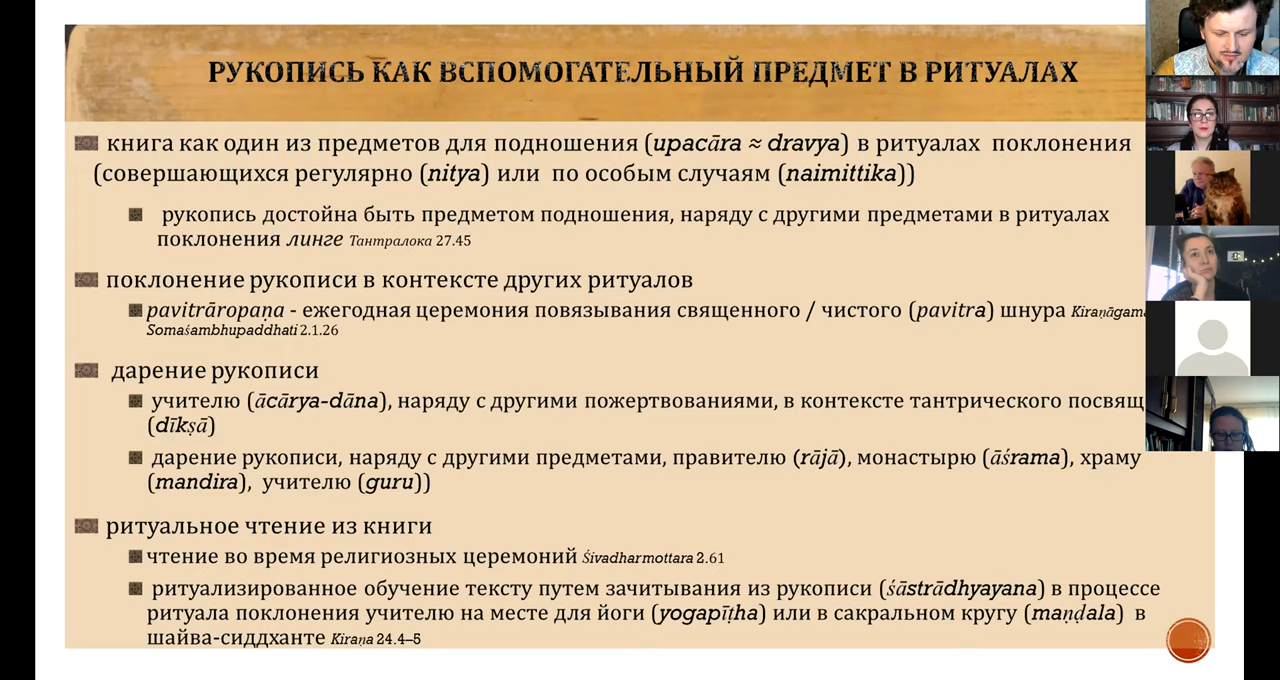 РУКОПИСЬ КАК ВСПОМОГАТЕЛЬНЫЙ ПРЕДМЕТ В РИТУАЛАХ
книга как один из предметов для подношения (upacāra ≈ dravya) в ритуалах поклонения
(совершающихся регулярно (nitya) или по особым случаям (naimittika))
рукопись достойна быть предметом подношения, наряду с другими предметами в ритуалах
поклонения линге Тантралока 27.45
поклонение рукописи в контексте других ритуалов
pavitrāropaṇa - ежегодная церемония повязывания священного / чистого (pavitra) шнура
Somaśambhupaddhati 2.1.26
дарение рукописи
учителю (ācārya-dāna), наряду с другими пожертвованиями, в контексте тантрического
(dīkṣā)
дарение рукописи, наряду с другими предметами, правителю (rājā), монастырю (āśrama), храму
(mandira), учителю (guru))
ритуальное чтение из книги
чтение во время религиозных церемоний Śivadharmottara 2.61
ритуализированное обучение тексту путем зачитывания из рукописи (śāstrādhyayana) в процессе
ритуала поклонения учителю на месте для йоги (yogapīṭha) или в сакральном кругу (maṇḍala) в
шайва-сиддханте Kiraṇa 24.4–5